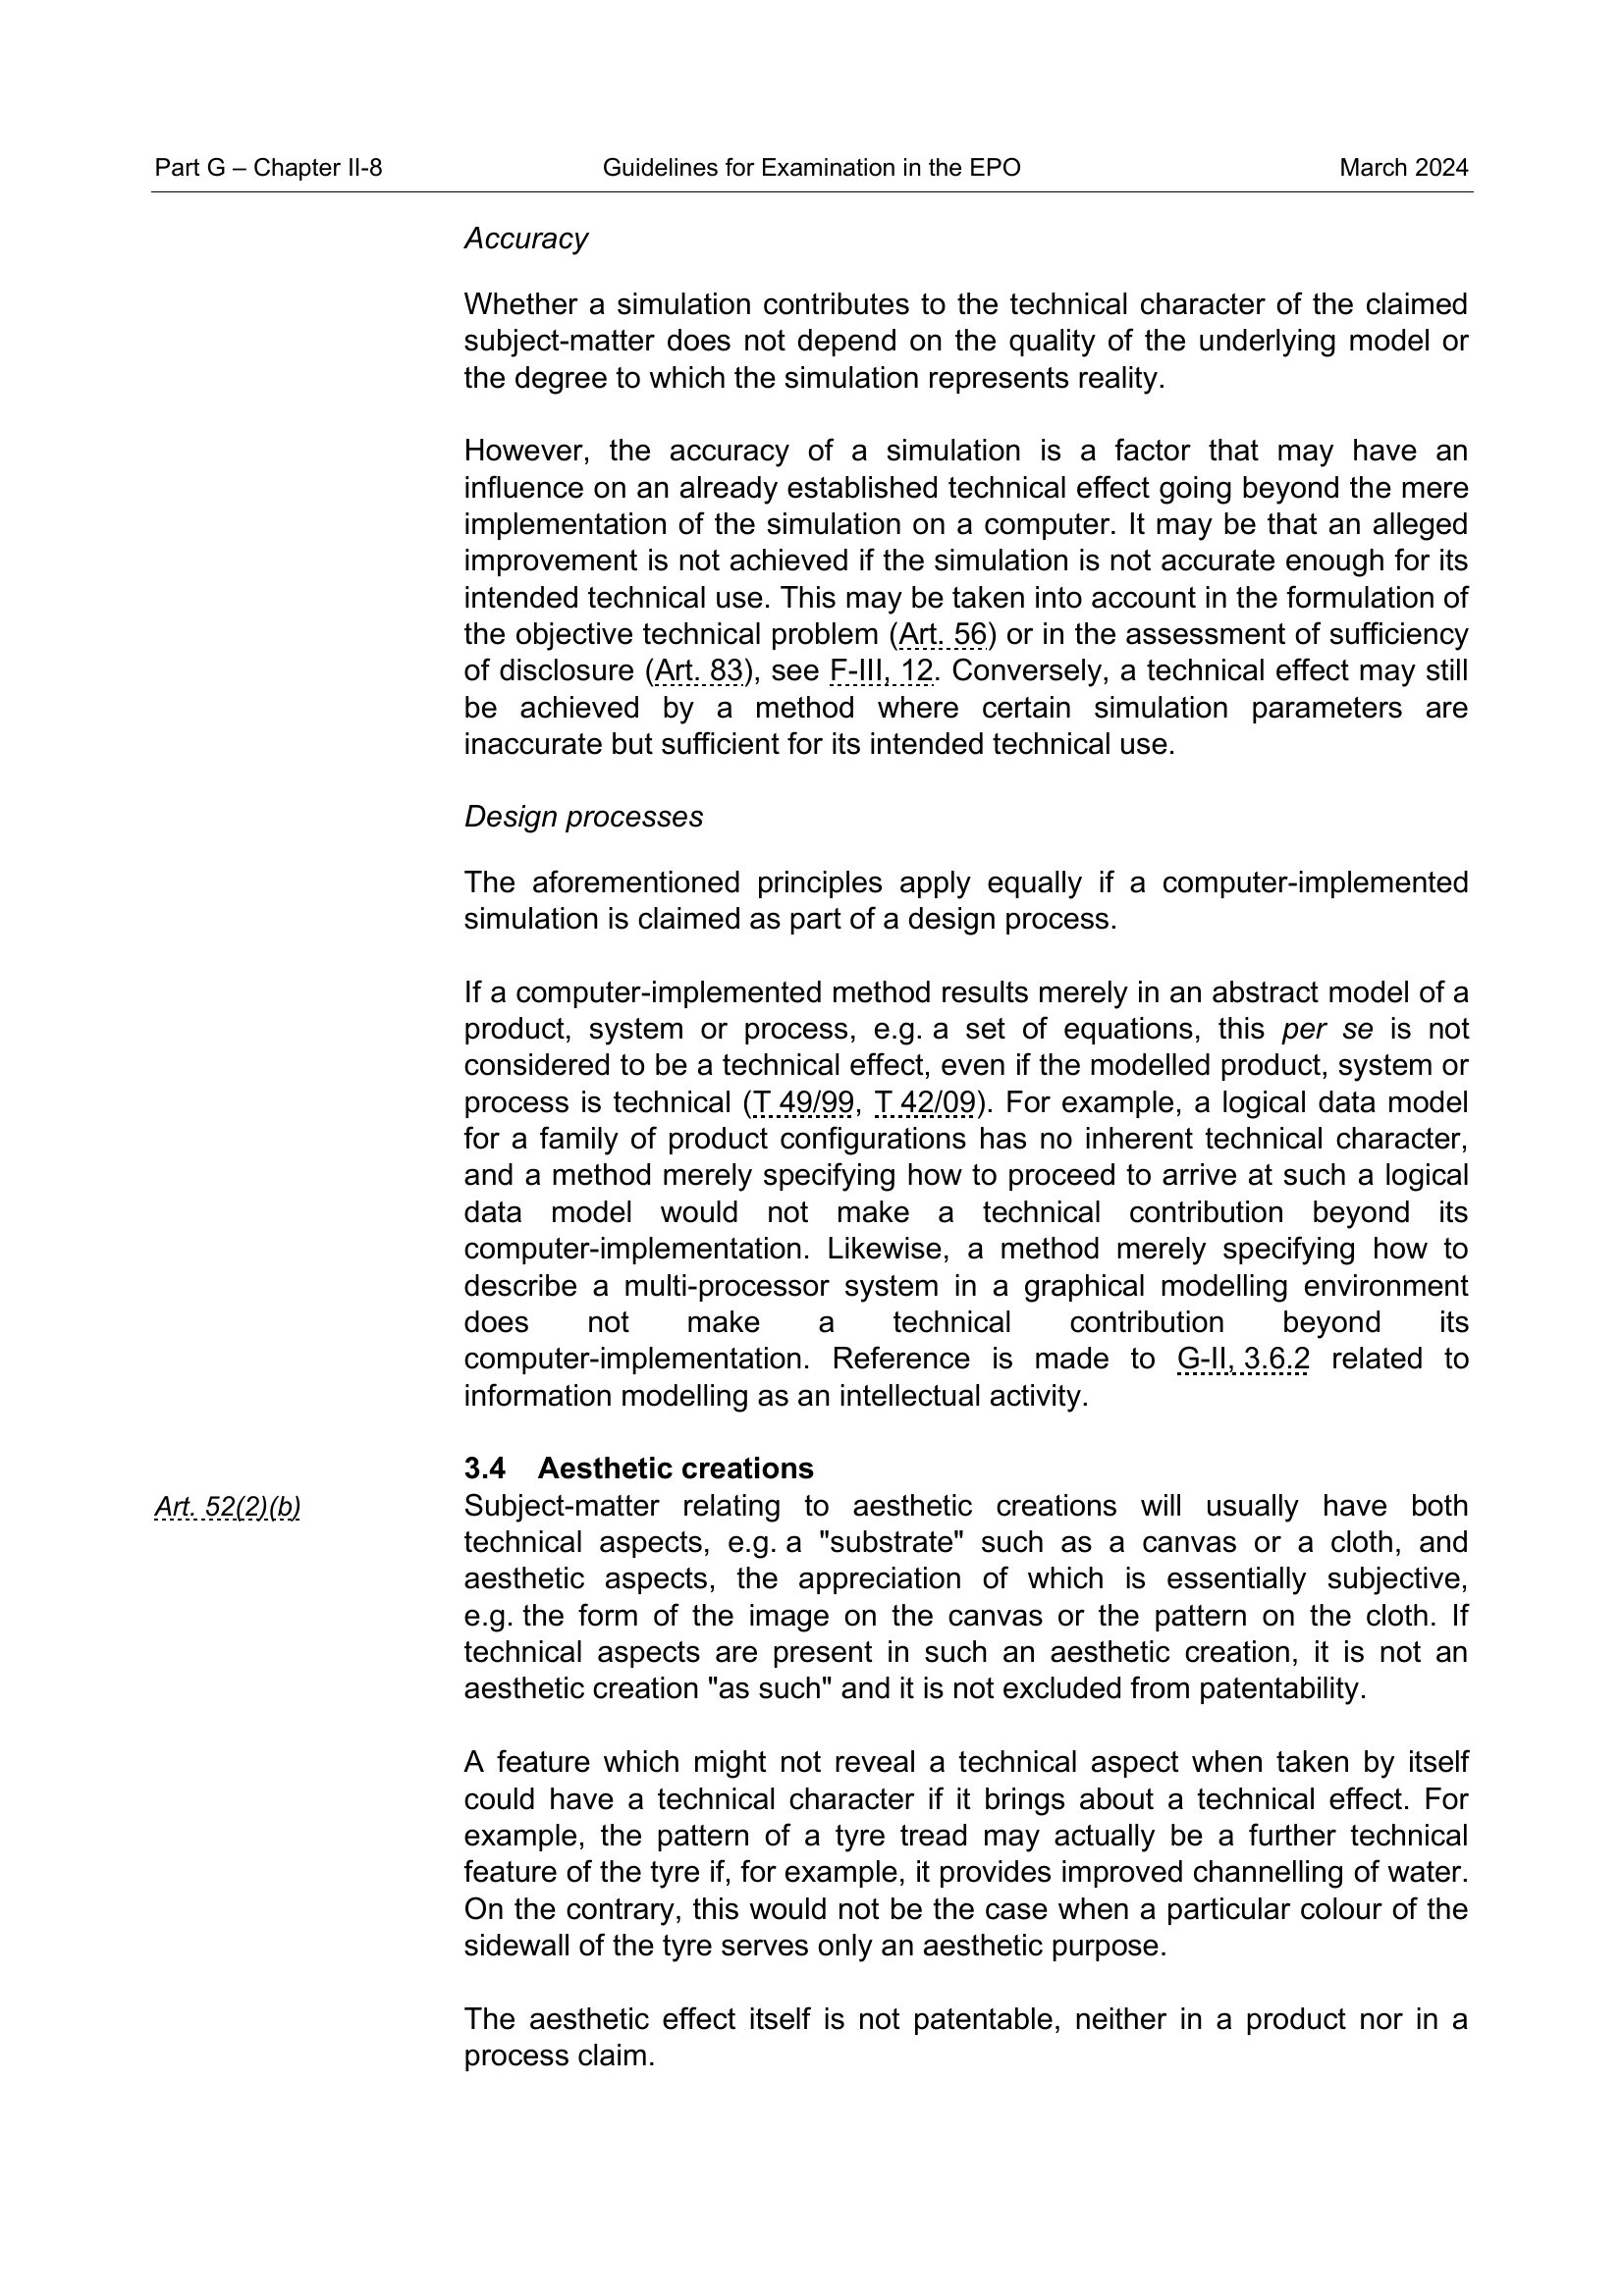 Part G – Chapter II-8 Guidelines for Examination in the EPO March 2024
Accuracy
Whether a simulation contributes to the technical character of the claimed
subject-matter does not depend on the quality of the underlying model or
the degree to which the simulation represents reality.
However, the accuracy of a simulation is a factor that may have an
influence on an already established technical effect going beyond the mere
implementation of the simulation on a computer. It may be that an alleged
improvement is not achieved if the simulation is not accurate enough for its
intended technical use. This may be taken into account in the formulation of
the objective technical problem (Art. 56) or in the assessment of sufficiency
of disclosure (Art. 83), see F-III, 12. Conversely, a technical effect may still
be achieved by a method where certain simulation parameters are
inaccurate but sufficient for its intended technical use.
Design processes
The aforementioned principles apply equally if a computer-implemented
simulation is claimed as part of a design process.
If a computer-implemented method results merely in an abstract model of a
product, system or process, e.g. a set of equations, this per se is not
considered to be a technical effect, even if the modelled product, system or
process is technical (T 49/99, T 42/09). For example, a logical data model
for a family of product configurations has no inherent technical character,
and a method merely specifying how to proceed to arrive at such a logical
data model would not make a technical contribution beyond its
computer-implementation. Likewise, a method merely specifying how to
describe a multi-processor system in a graphical modelling environment
does not make a technical contribution beyond its
computer-implementation. Reference is made to G-II, 3.6.2 related to
information modelling as an intellectual activity.
3.4 Aesthetic creations
Art. 52(2)(b)
Subject-matter relating to aesthetic creations will usually have both
technical aspects, e.g. a "substrate" such as a canvas or a cloth, and
aesthetic aspects, the appreciation of which is essentially subjective,
e.g. the form of the image on the canvas or the pattern on the cloth. If
technical aspects are present in such an aesthetic creation, it is not an
aesthetic creation "as such" and it is not excluded from patentability.
A feature which might not reveal a technical aspect when taken by itself
could have a technical character if it brings about a technical effect. For
example, the pattern of a tyre tread may actually be a further technical
feature of the tyre if, for example, it provides improved channelling of water.
On the contrary, this would not be the case when a particular colour of the
sidewall of the tyre serves only an aesthetic purpose.
The aesthetic effect itself is not patentable, neither in a product nor in a
process claim.